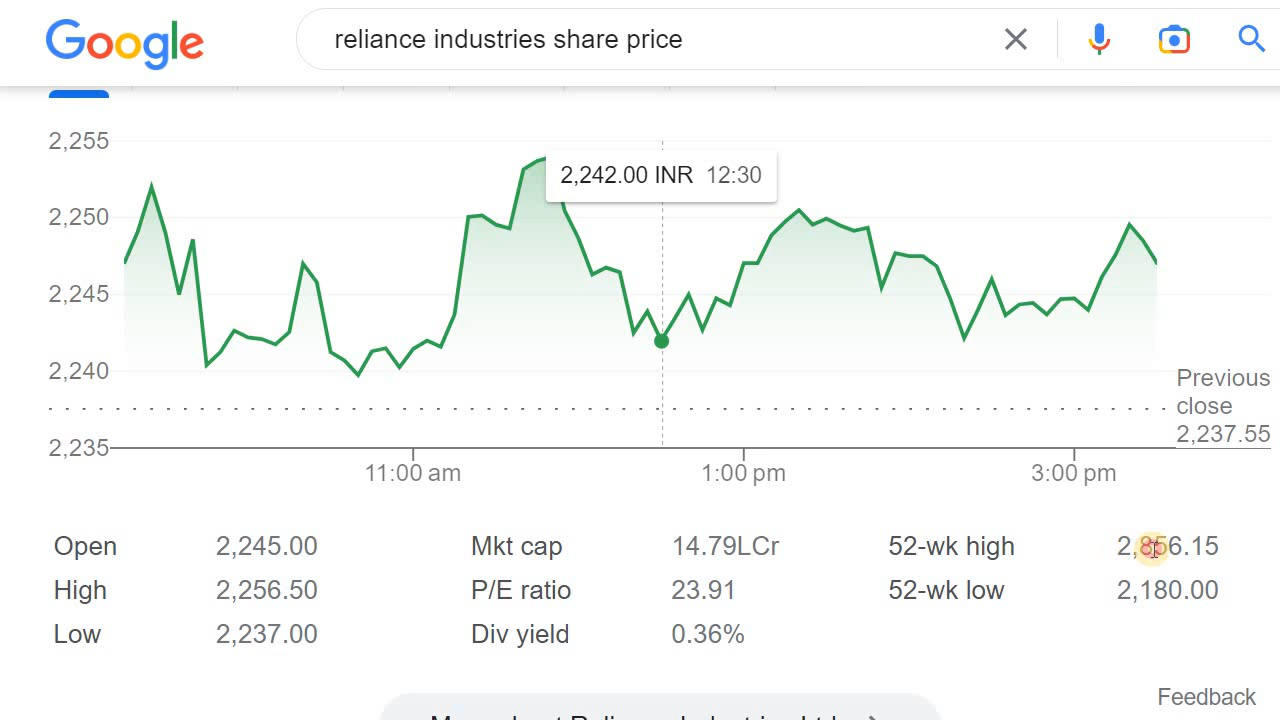 Google
reliance industries share price
2,255
2,242.00 INR 12:30
2,250
2,245
2,240
Previous
close
2,237.55
2,235
11:00 am 1:00 pm 3:00 pm
Open 2,245.00 Mkt cap 14.79LCr 52-wk high 2,856.15
High 2,256.50 P/E ratio 23.91 52-wk low 2,180.00
Low 2,237.00 Div yield 0.36%
Feedback